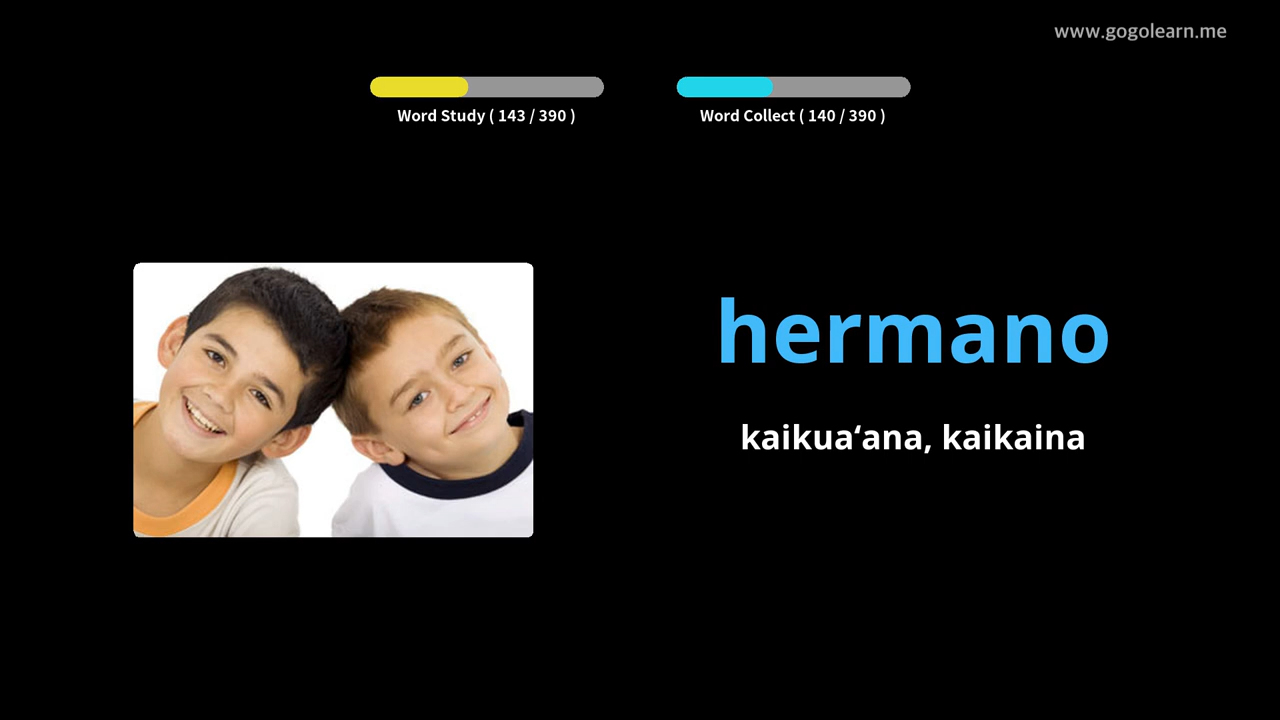 www.gogolearn.me
Word Study ( 143 / 390 )
Word Collect ( 140 / 390 )
hermano
kaikuaʻana, kaikaina